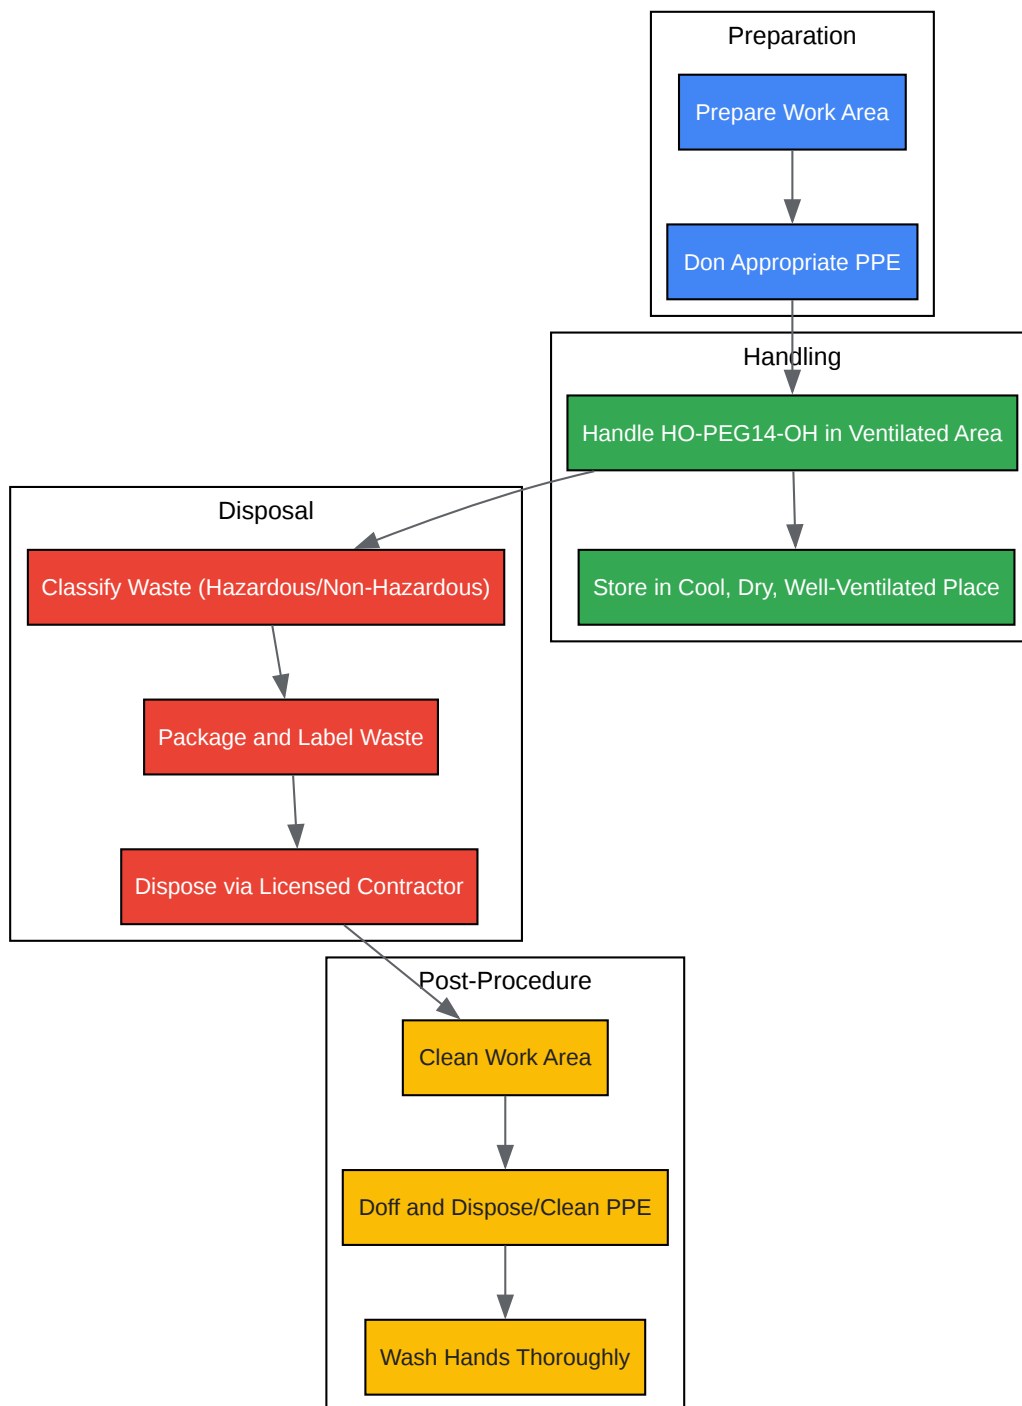 Preparation
Prepare Work Area
Don Appropriate PPE
Handling
Handle HO-PEG14-OH in Ventilated Area
Store in Cool, Dry, Well-Ventilated Place
Disposal
Classify Waste (Hazardous/Non-Hazardous)
Package and Label Waste
Dispose via Licensed Contractor
Post-Procedure
Clean Work Area
Doff and Dispose/Clean PPE
Wash Hands Thoroughly